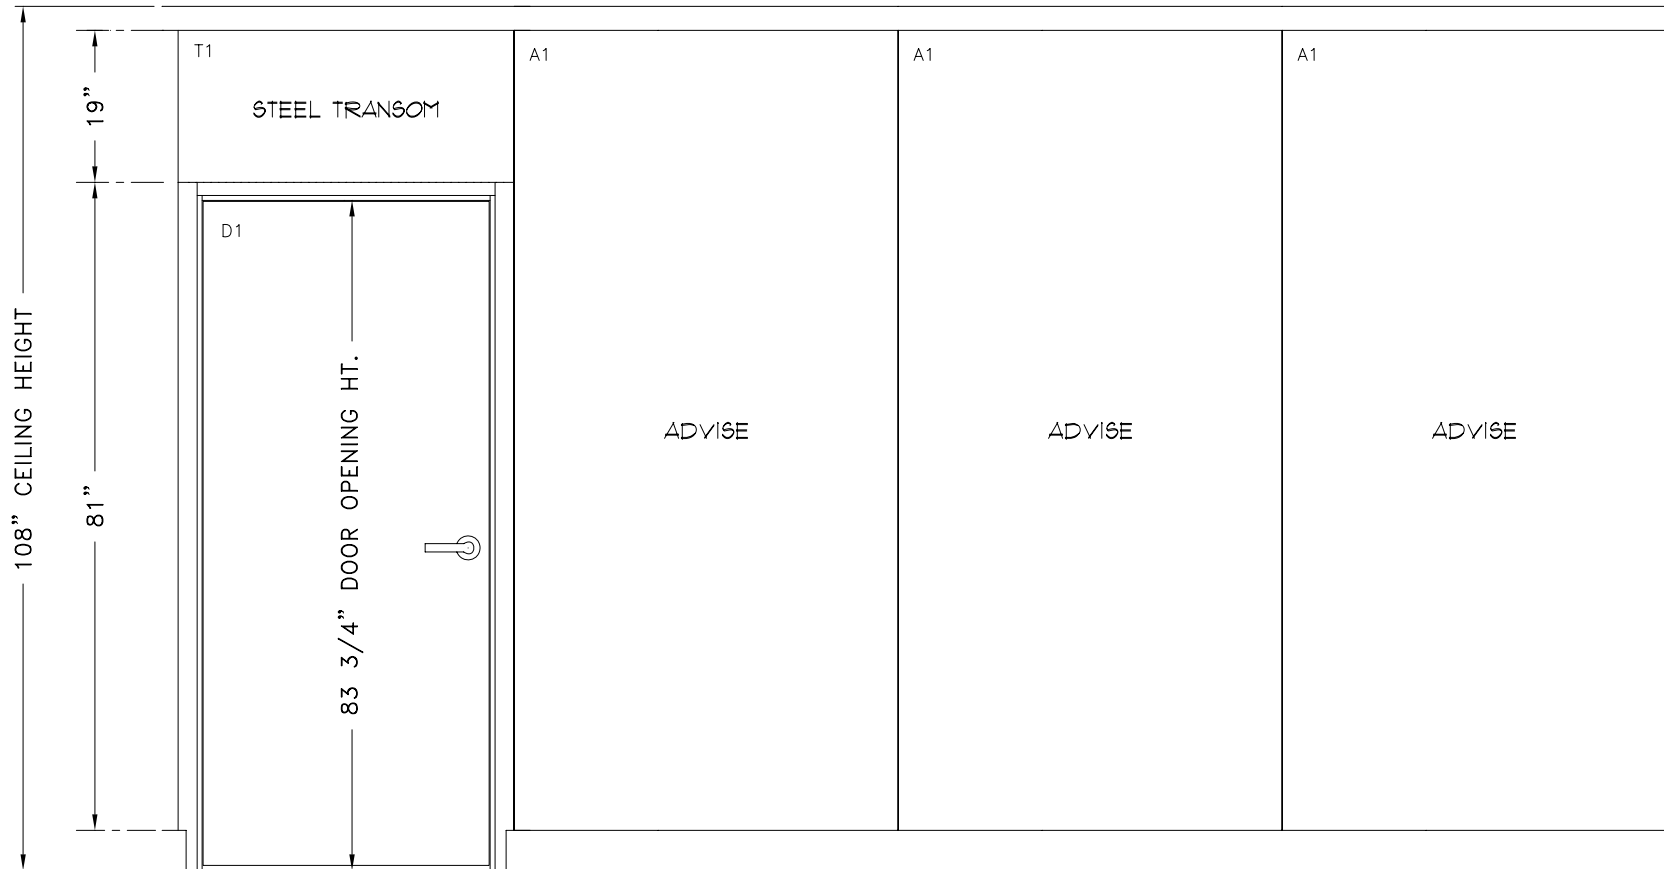 T1
A1
A1
A1
19”
STEEL TRANSOM
D1
108” CEILING HEIGHT
81”
83 3/4” DOOR OPENING HT.
ADVISE
ADVISE
ADVISE